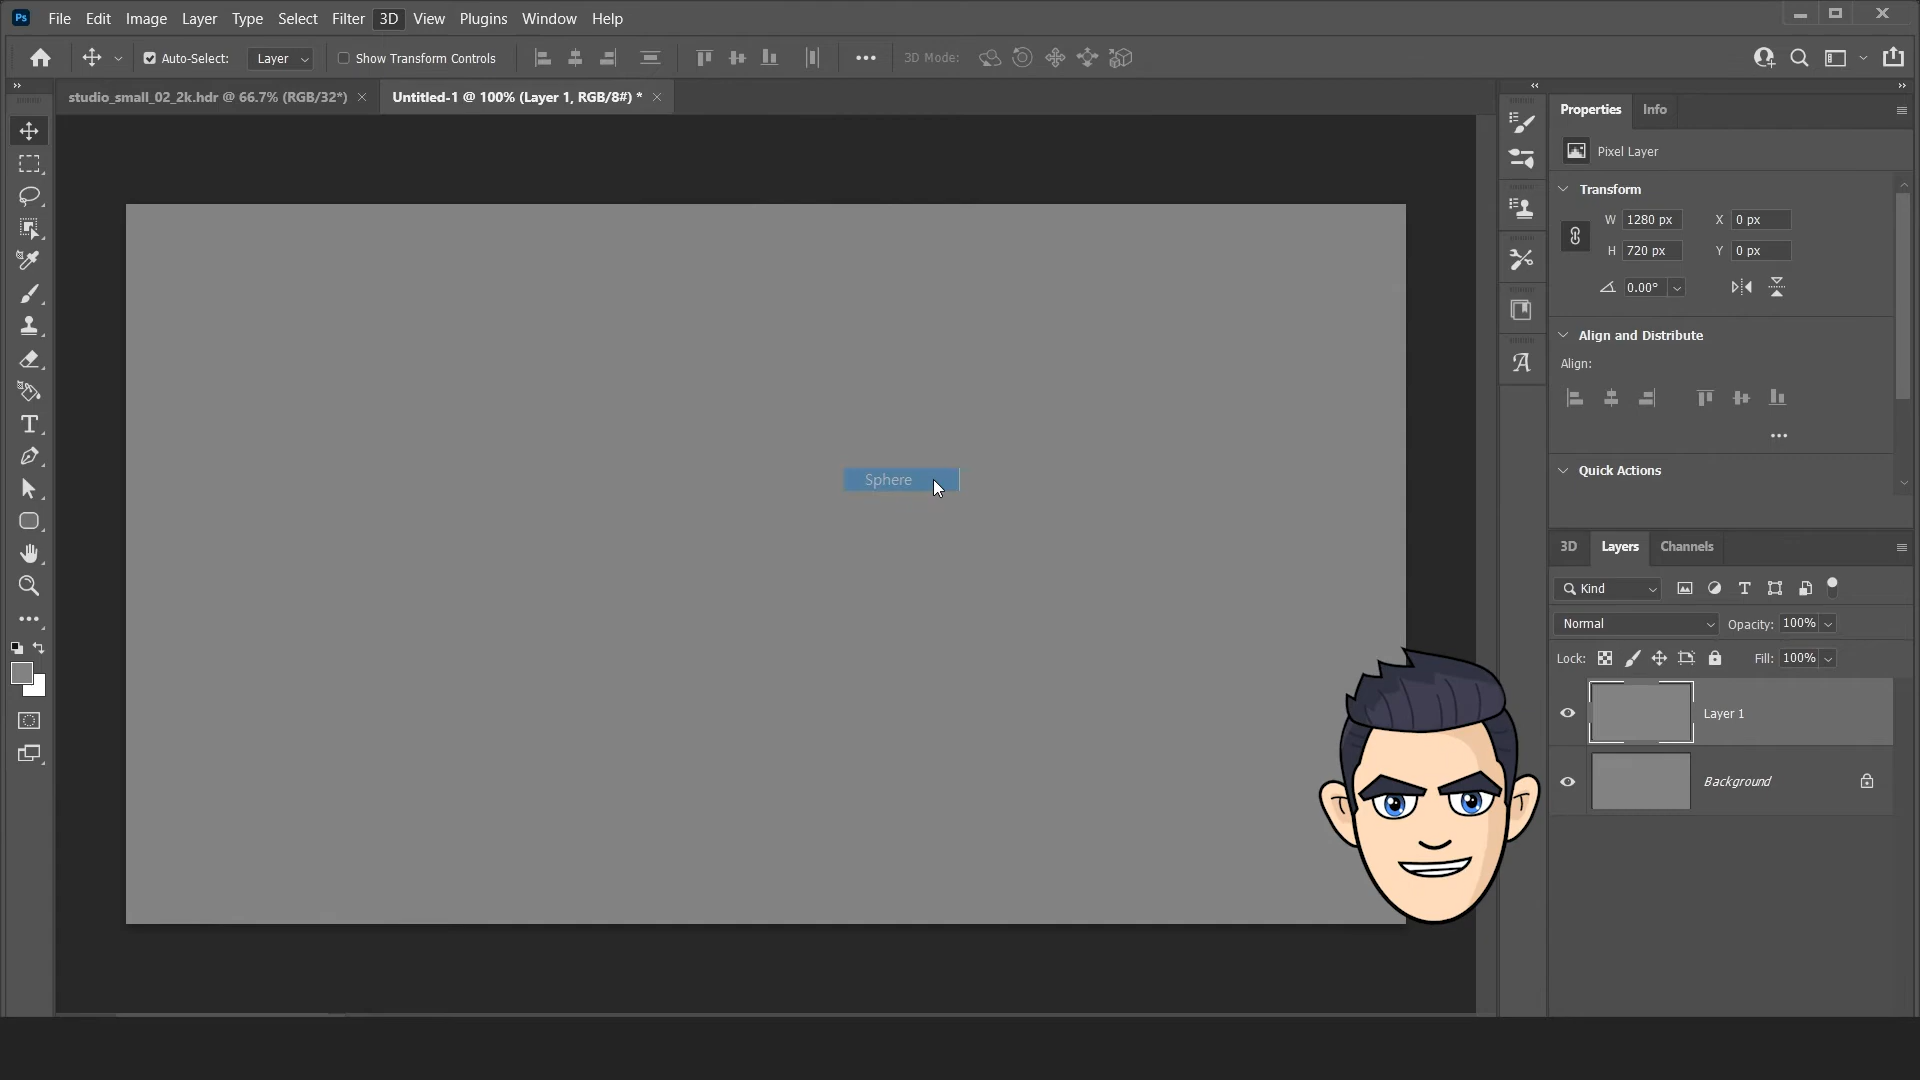 Ps File Edit Image Layer Type Select Filter 3D View Plugins Window Help
Auto-Select: Layer Show Transform Controls 3D Mode:
studio_small_02_2k.hdr @ 66.7% (RGB/32*) Untitled-1 @ 100% (Layer 1, RGB/8#) *
Properties Info
Pixel Layer
Transform
W 1280 px X 0 px
H 720 px Y 0 px
0.00°
Align and Distribute
Align:
Quick Actions
Sphere
3D Layers Channels
Kind
Normal Opacity: 100%
Lock: Fill: 100%
Layer 1
Background